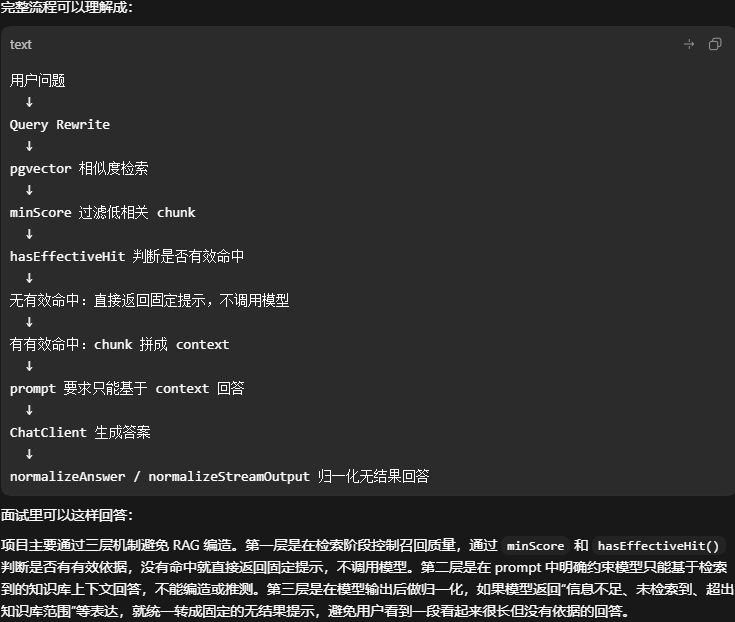 完整流程可以理解成：
text
用户问题
↓
Query Rewrite
↓
pgvector 相似度检索
↓
minScore 过滤低相关 chunk
↓
hasEffectiveHit 判断是否有效命中
↓
无有效命中：直接返回固定提示，不调用模型
↓
有有效命中：chunk 拼成 context
↓
prompt 要求只能基于 context 回答
↓
ChatClient 生成答案
↓
normalizeAnswer / normalizeStreamOutput 归一化无结果回答
面试里可以这样回答：
项目主要通过三层机制避免 RAG 编造。第一层是在检索阶段控制召回质量，通过 minScore 和 hasEffectiveHit()
判断是否有有效依据，没有命中就直接返回固定提示，不调用模型。第二层是在 prompt 中明确约束模型只能基于检索
到的知识库上下文回答，不能编造或推测。第三层是在模型输出后做归一化，如果模型返回“信息不足、未检索到、超出
知识库范围”等表达，就统一转成固定的无结果提示，避免用户看到一段看起来很长但没有依据的回答。